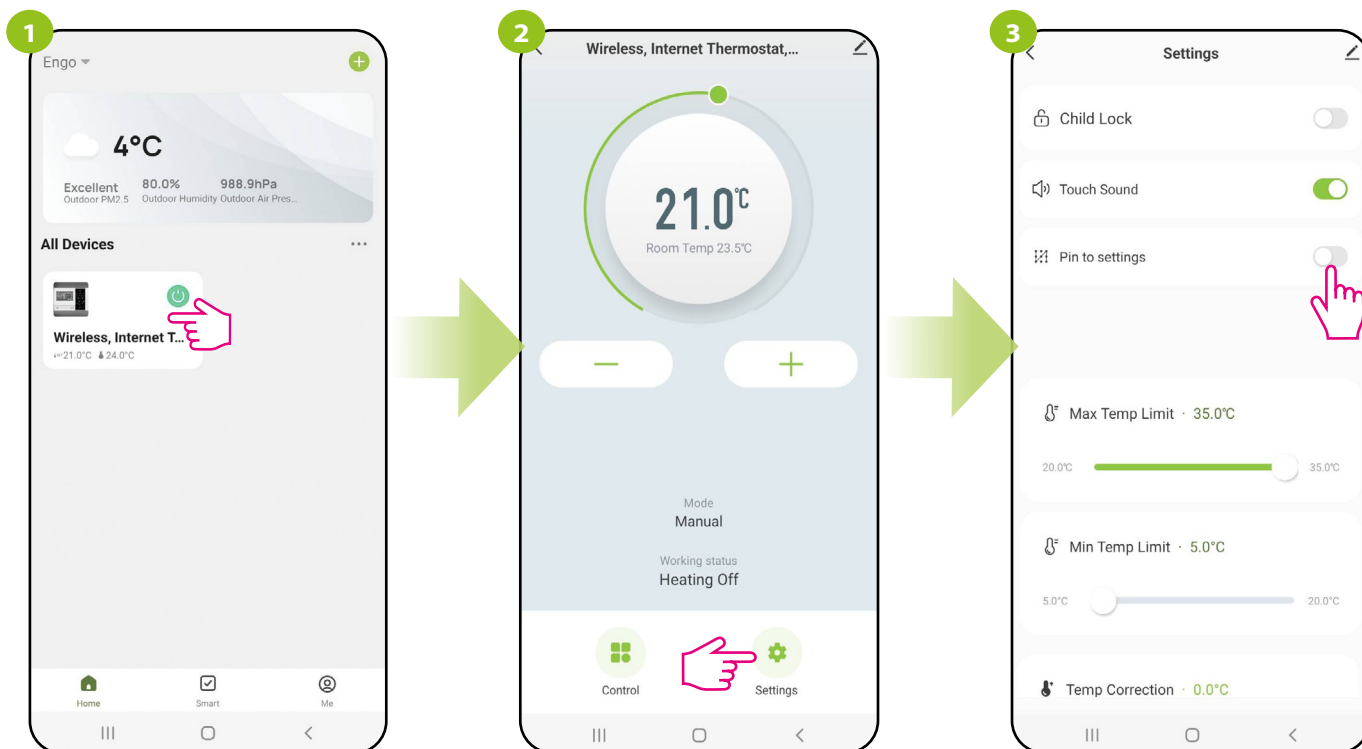 1
Engo
4°C
Excellent
Outdoor PM2.5
80.0%
Outdoor Humidity
988.9hPa
Outdoor Air Pres...
All Devices
Wireless, Internet T...
21.0°C 24.0°C
Home
Smart
Me
2
Wireless, Internet Thermostat,...
21.0°C
Room Temp 23.5°C
Mode
Manual
Working status
Heating Off
Control
Settings
3
Settings
Child Lock
Touch Sound
Pin to settings
Max Temp Limit · 35.0°C
20.0°C 35.0°C
Min Temp Limit · 5.0°C
5.0°C 20.0°C
Temp Correction · 0.0°C